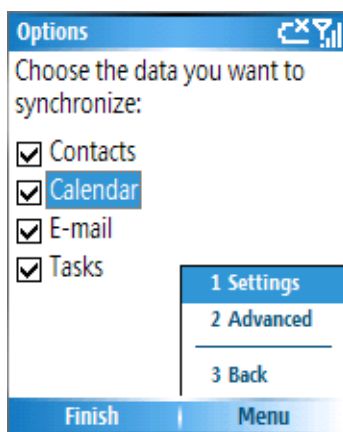 Options
Choose the data you want to
synchronize:
Contacts
Calendar
E-mail
Tasks
1 Settings
2 Advanced
3 Back
Finish
Menu